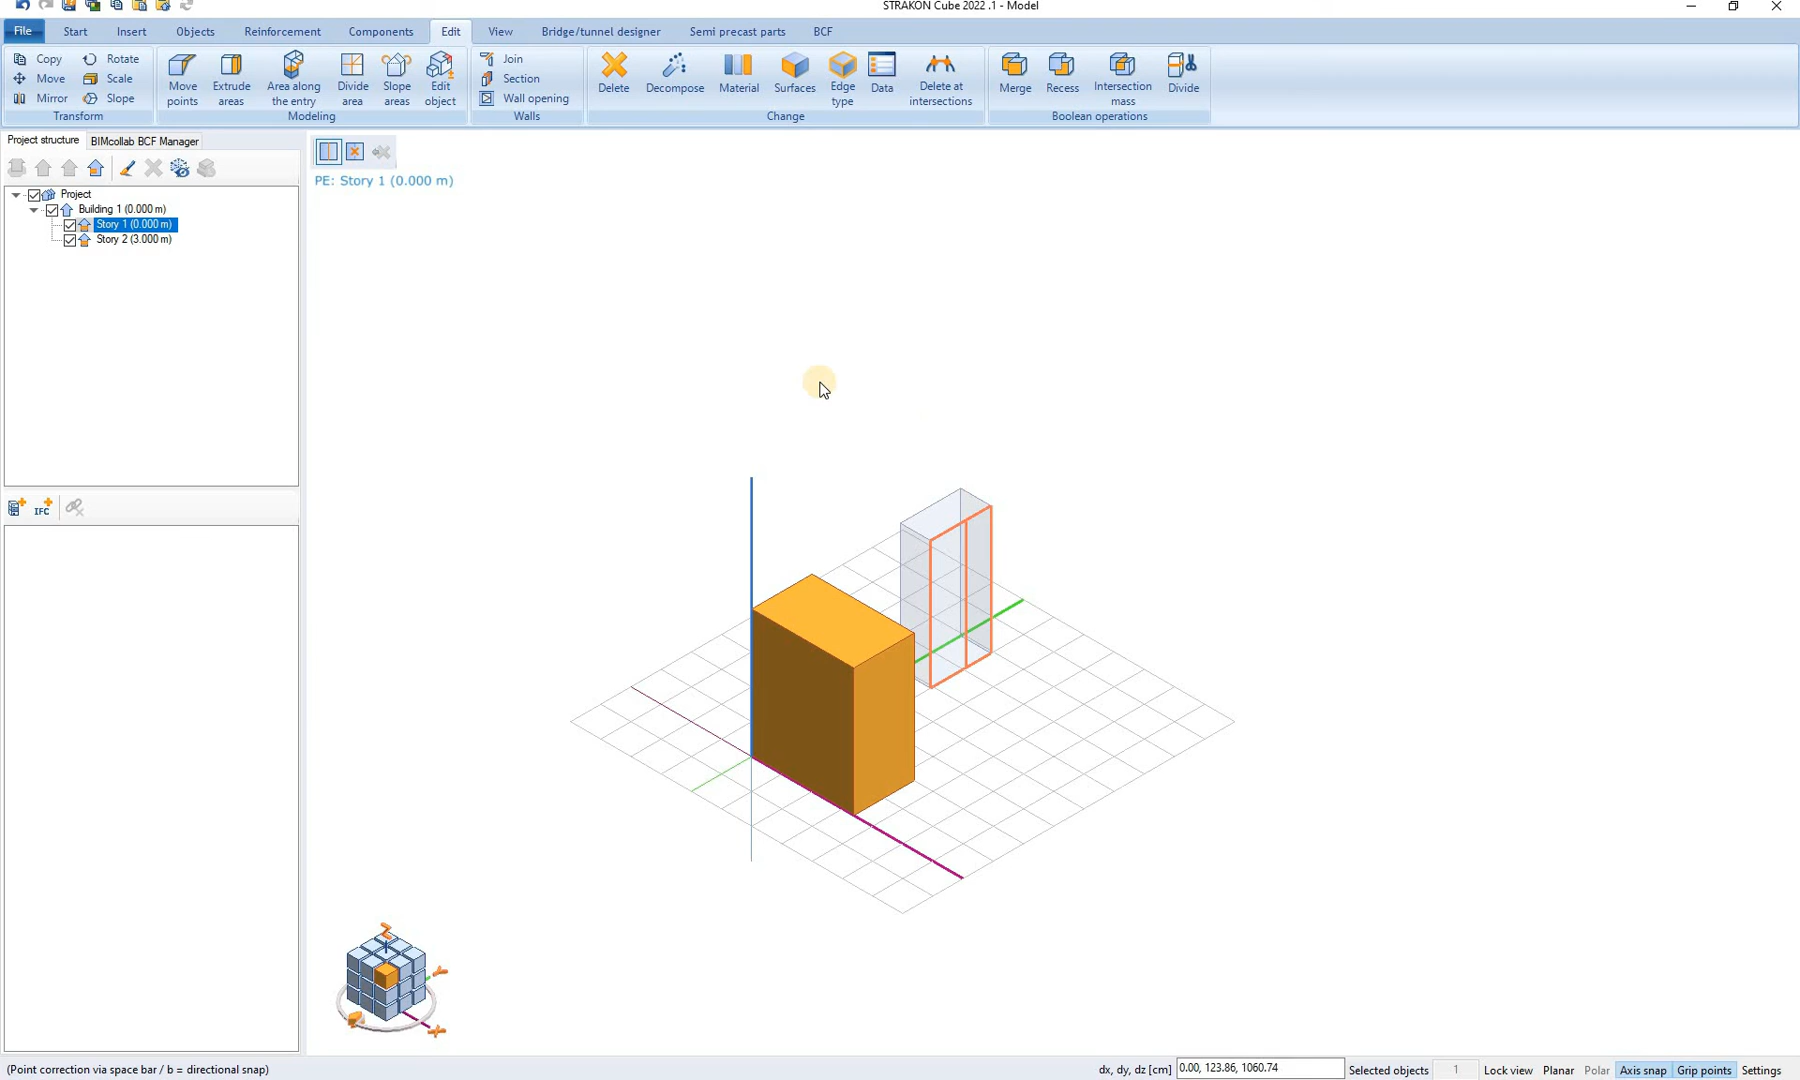 STRAKON Cube 2022 .1 - Model
File Start Insert Objects Reinforcement Components Edit View Bridge/tunnel designer Semi precast parts BCF
Copy Rotate
Move Scale
Mirror Slope
Transform
Move points
Extrude areas
Area along the entry
Divide area
Slope areas
Edit object
Modeling
Join
Section
Wall opening
Walls
Delete
Decompose
Material
Surfaces
Edge type
Data
Delete at intersections
Change
Merge
Recess
Intersection mass
Divide
Boolean operations
Project structure BIMcollab BCF Manager
PE: Story 1 (0.000 m)
Project
Building 1 (0.000 m)
Story 1 (0.000 m)
Story 2 (3.000 m)
IFC
Z
Y
X
(Point correction via space bar / b = directional snap) dx, dy, dz [cm] 0.00, 123.86, 1060.74 Selected objects 1 Lock view Planar Polar Axis snap Grip points Settings